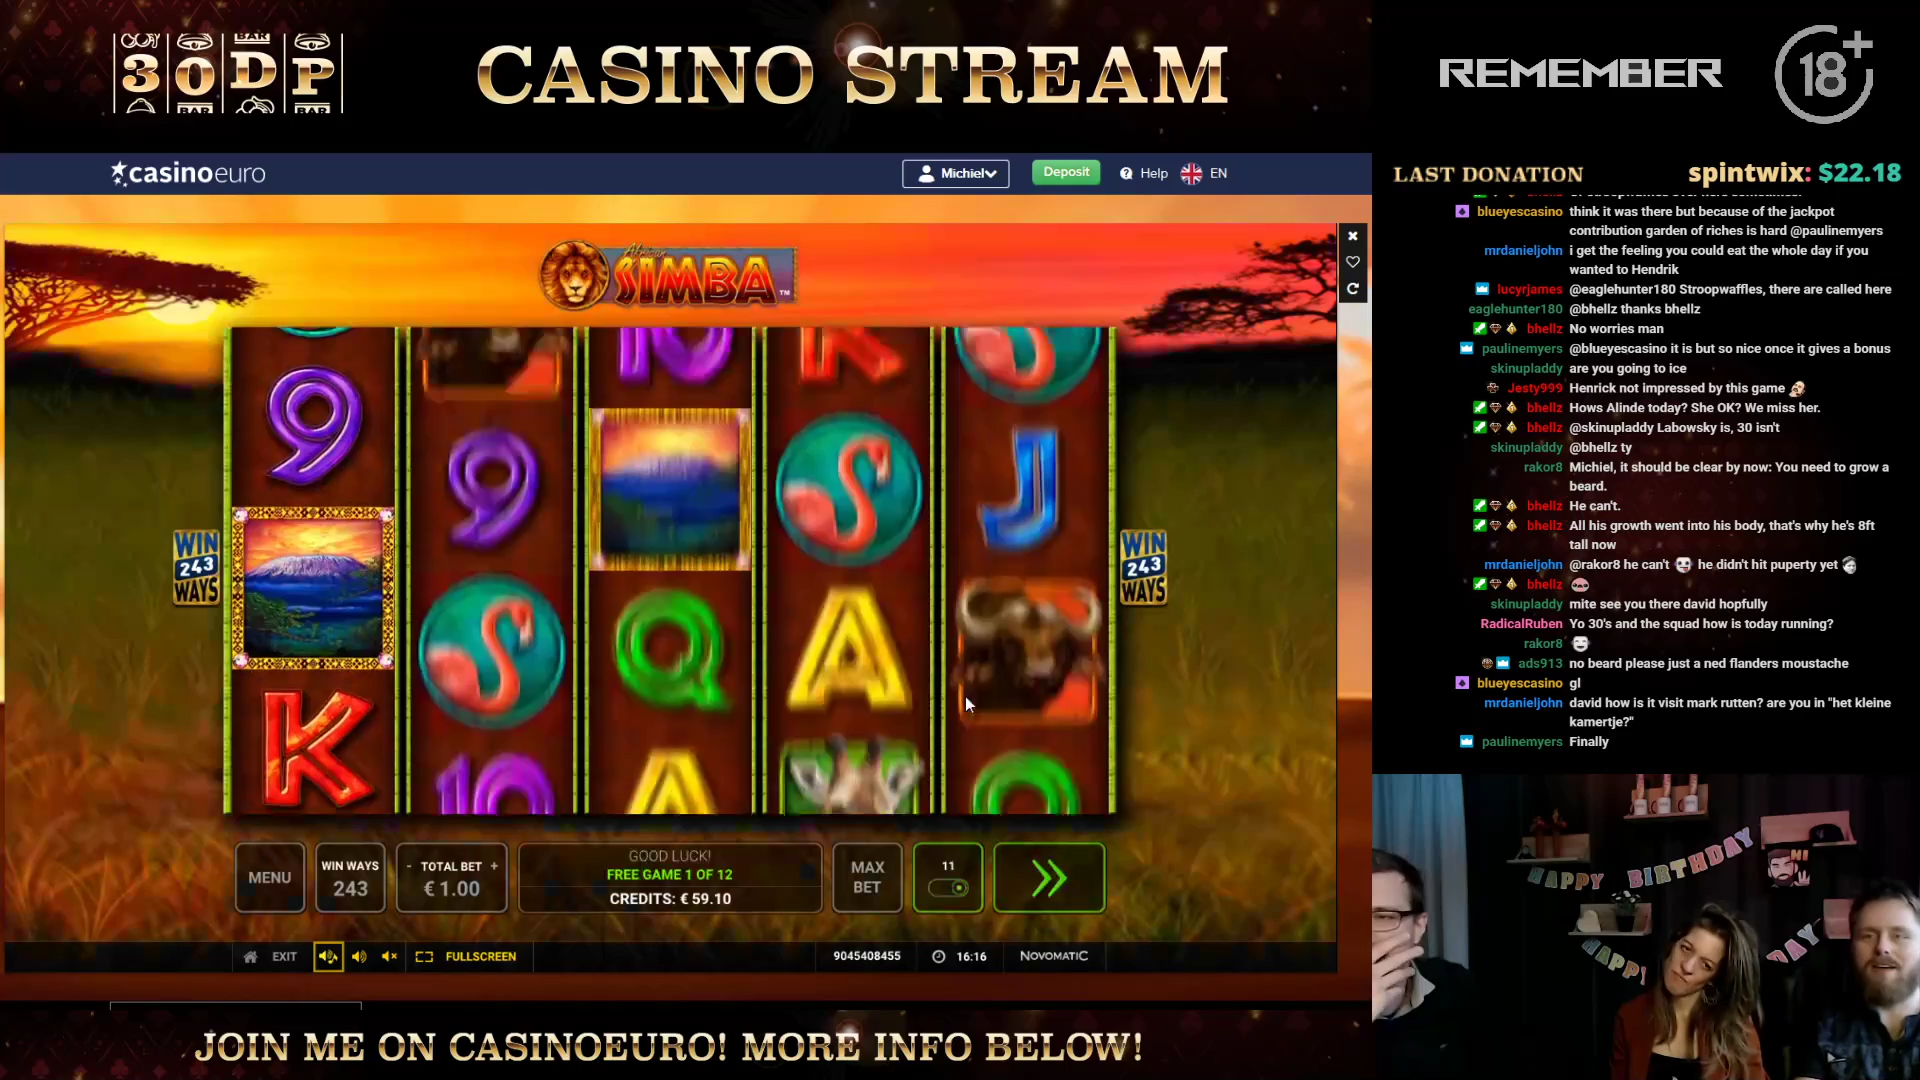 30DP
BAR
BAR
BAR
CASINO STREAM
REMEMBER
18+
casinoeuro
Michiel
Deposit
Help
EN
LAST DONATION
spintwix: $22.18
African
SIMBA™
WIN
243
WAYS
WIN
243
WAYS
9
K
9
10
10
Q
A
K
A
J
Q
MENU
WIN WAYS
243
- TOTAL BET +
€ 1.00
GOOD LUCK!
FREE GAME 1 OF 12
CREDITS: € 59.10
MAX
BET
11
EXIT
FULLSCREEN
9045408455
16:16
NOVOMATIC
JOIN ME ON CASINOEURO! MORE INFO BELOW!
blueyescasino think it was there but because of the jackpot
contribution garden of riches is hard @paulinemyers
mrdanieljohn i get the feeling you could eat the whole day if you
wanted to Hendrik
lucyrjames @eaglehunter180 Stroopwaffles, there are called here
eaglehunter180 @bhellz thanks bhellz
bhellz No worries man
paulinemyers @blueyescasino it is but so nice once it gives a bonus
skinupladdy are you going to ice
Jesty999 Henrick not impressed by this game
bhellz Hows Alinde today? She OK? We miss her.
bhellz @skinupladdy Labowsky is, 30 isn't
skinupladdy @bhellz ty
rakor8 Michiel, it should be clear by now: You need to grow a
beard.
bhellz He can't.
bhellz All his growth went into his body, that's why he's 8ft
tall now
mrdanieljohn @rakor8 he can't he didn't hit puperty yet
bhellz
skinupladdy mite see you there david hopfully
RadicalRuben Yo 30's and the squad how is today running?
rakor8
ads913 no beard please just a ned flanders moustache
blueyescasino gl
mrdanieljohn david how is it visit mark rutten? are you in "het kleine
kamertje?"
paulinemyers Finally
HAPPY BIRTHDAY
HI
HAPPY
DAY